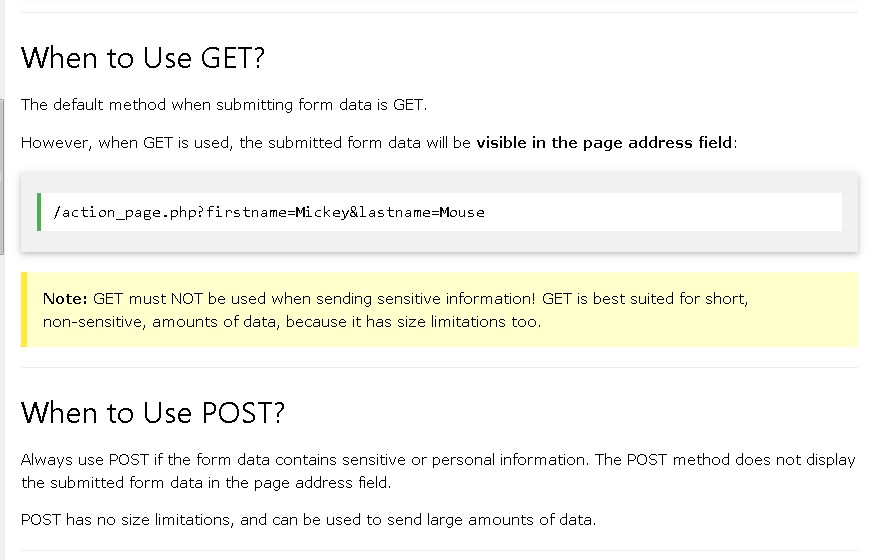 When to Use GET?
The default method when submitting form data is GET.
However, when GET is used, the submitted form data will be visible in the page address field:
/action_page.php?firstname=Mickey&lastname=Mouse
Note: GET must NOT be used when sending sensitive information! GET is best suited for short,
non-sensitive, amounts of data, because it has size limitations too.
When to Use POST?
Always use POST if the form data contains sensitive or personal information. The POST method does not display
the submitted form data in the page address field.
POST has no size limitations, and can be used to send large amounts of data.